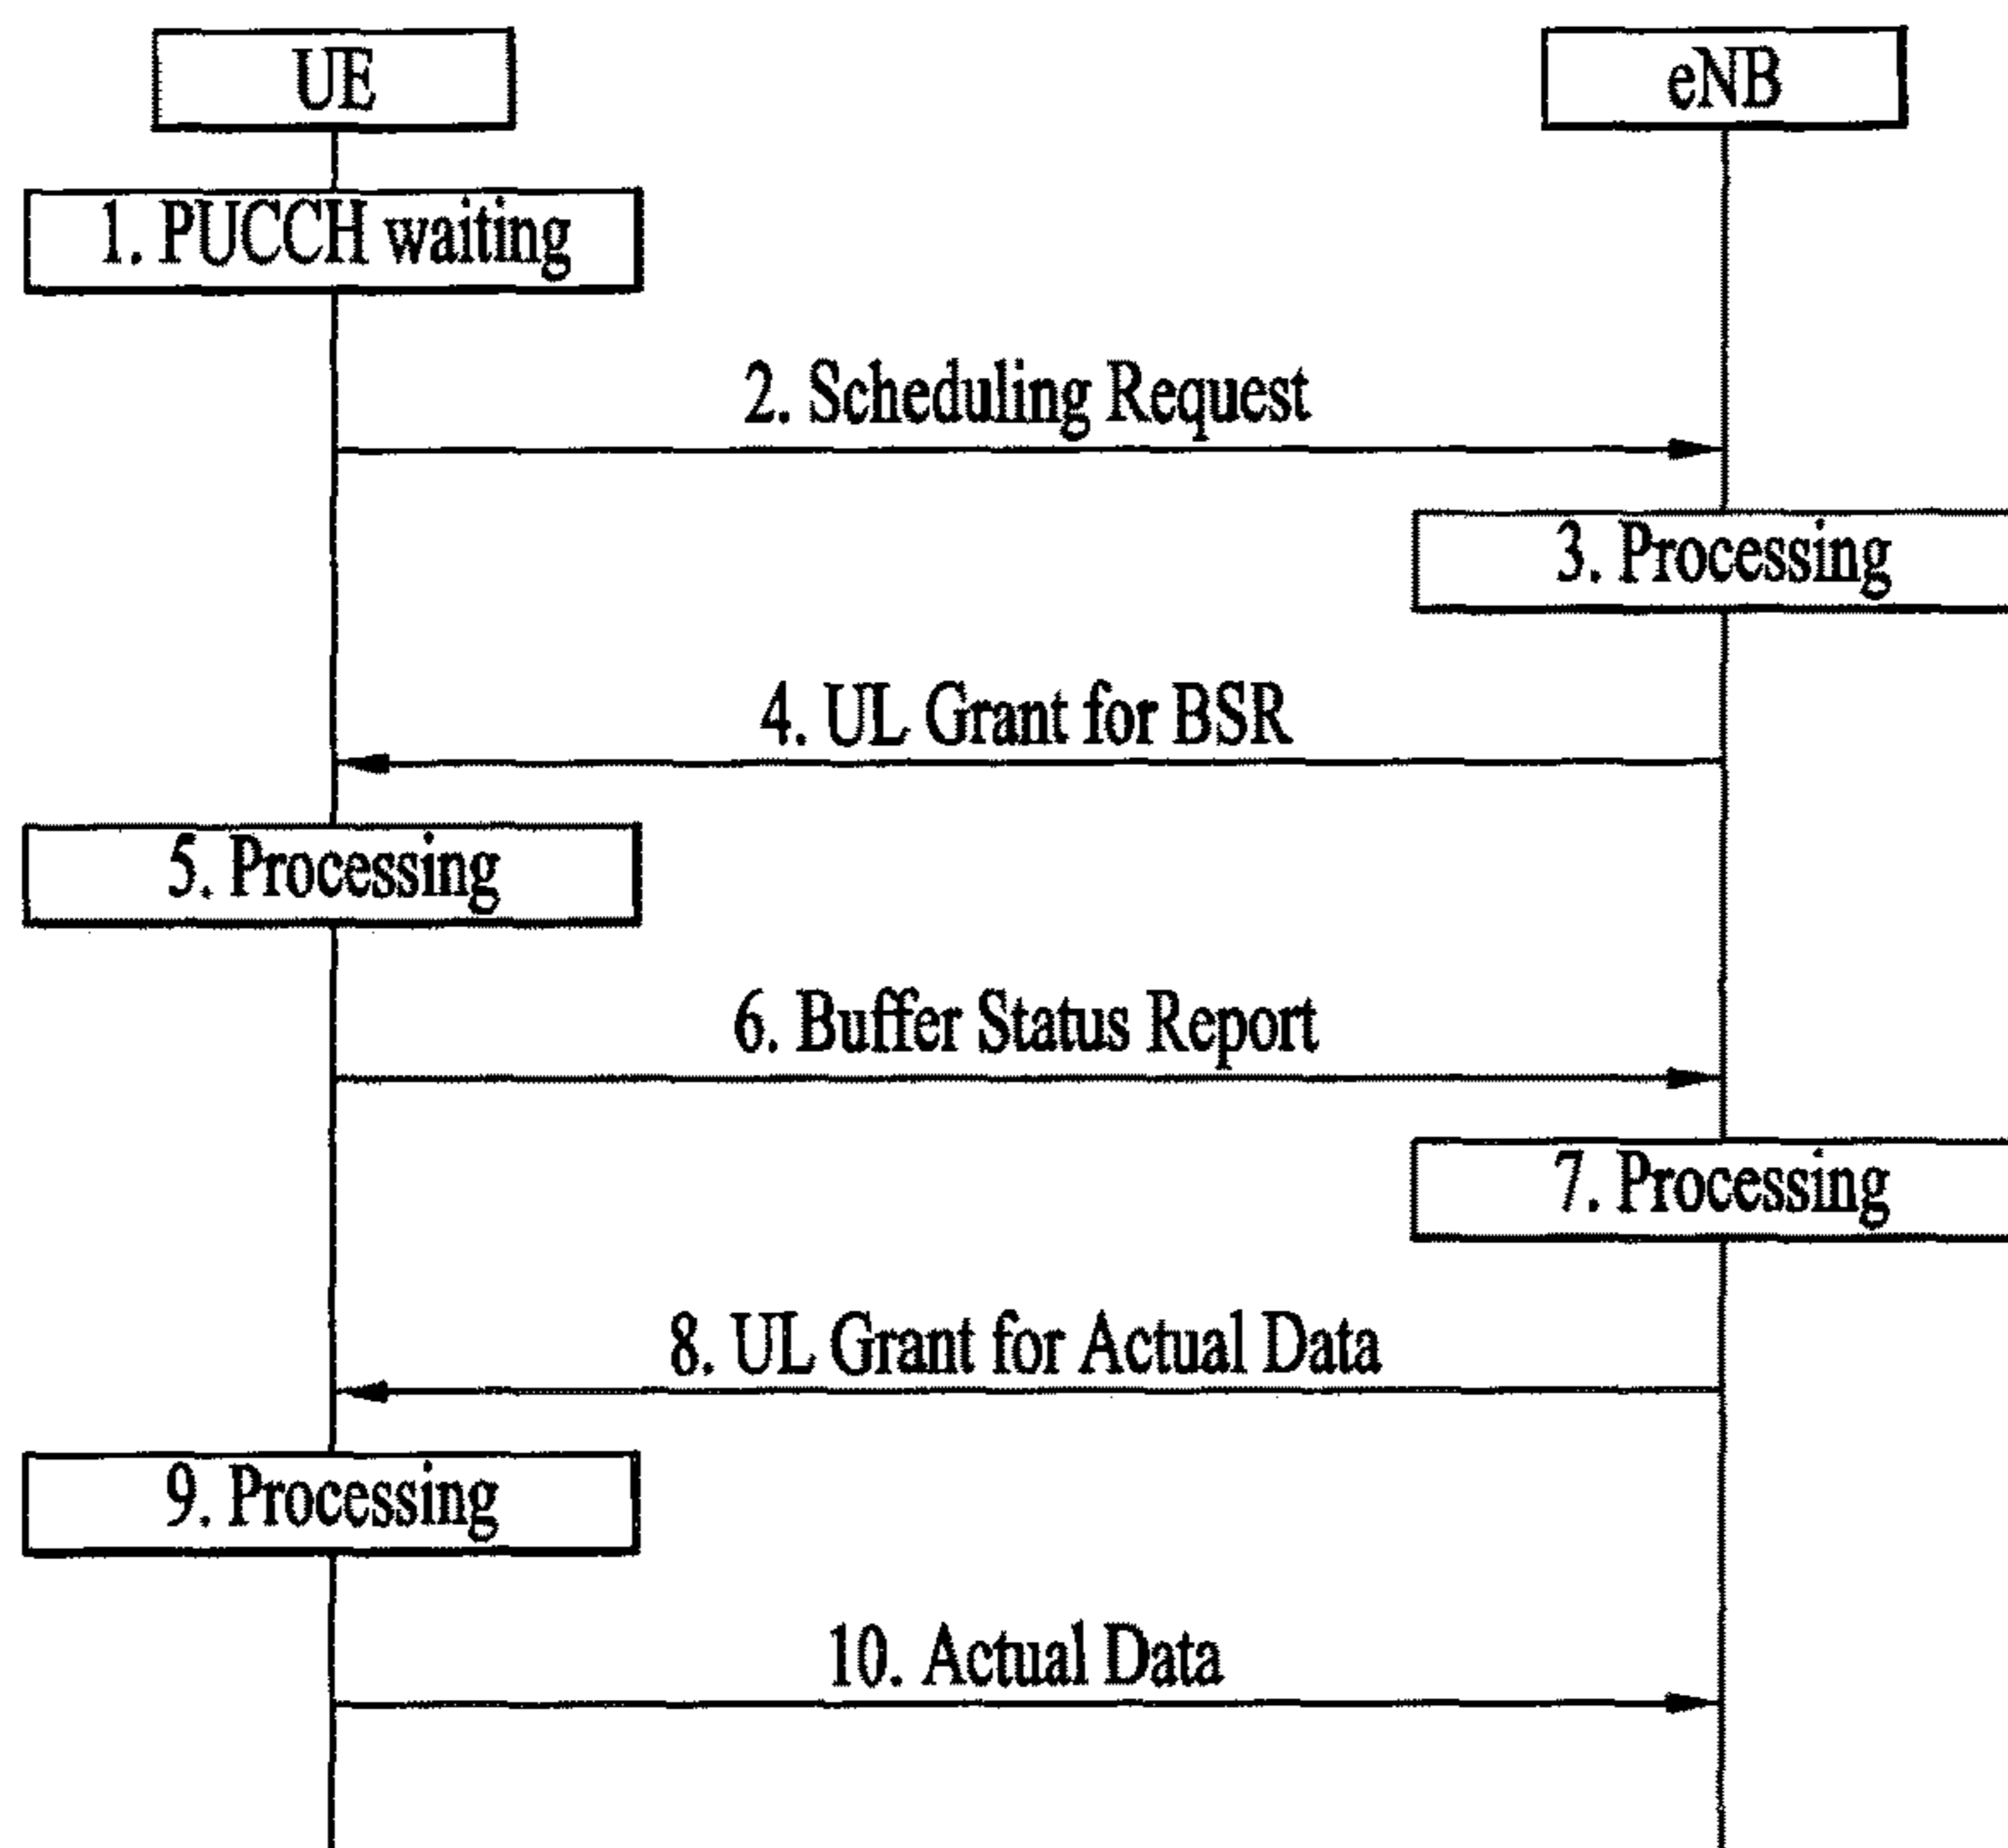 UE
eNB
1. PUCCH waiting
2. Scheduling Request
3. Processing
4. UL Grant for BSR
5. Processing
6. Buffer Status Report
7. Processing
8. UL Grant for Actual Data
9. Processing
10. Actual Data